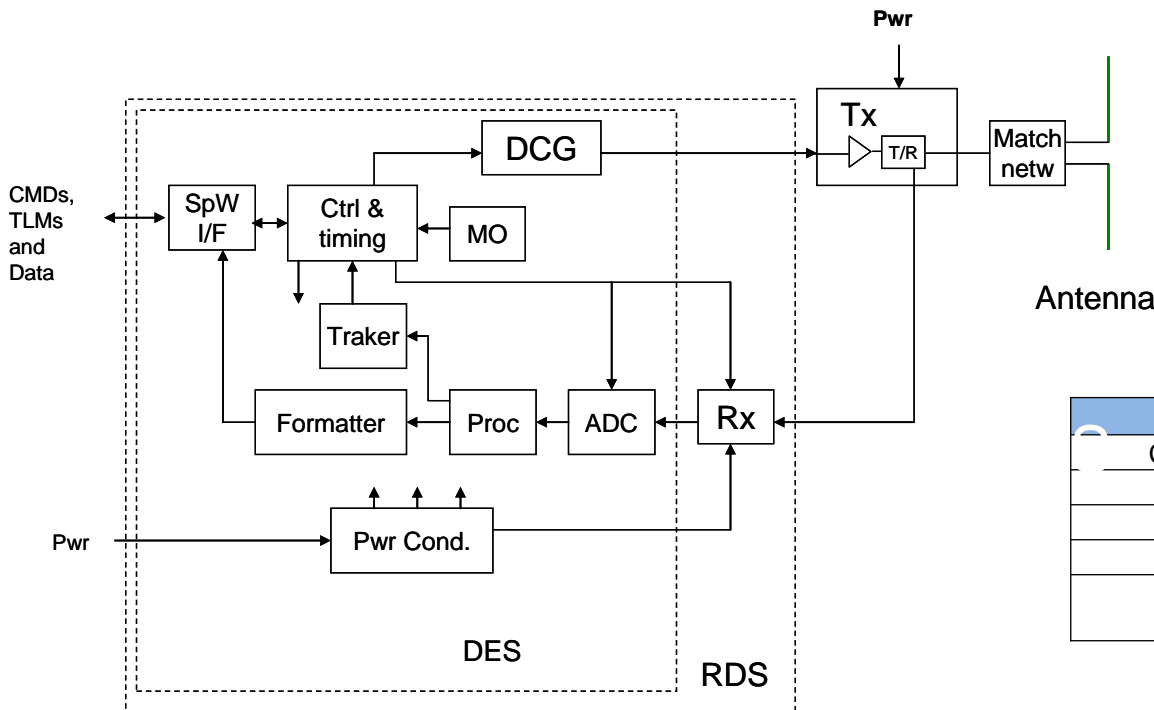 Pwr
Tx
T/R
Match
netw
DCG
CMDs,
TLMs
and
Data
SpW
I/F
Ctrl &
timing
MO
Antenna
Traker
Formatter
Proc
ADC
Rx
Pwr
Pwr Cond.
DES
RDS